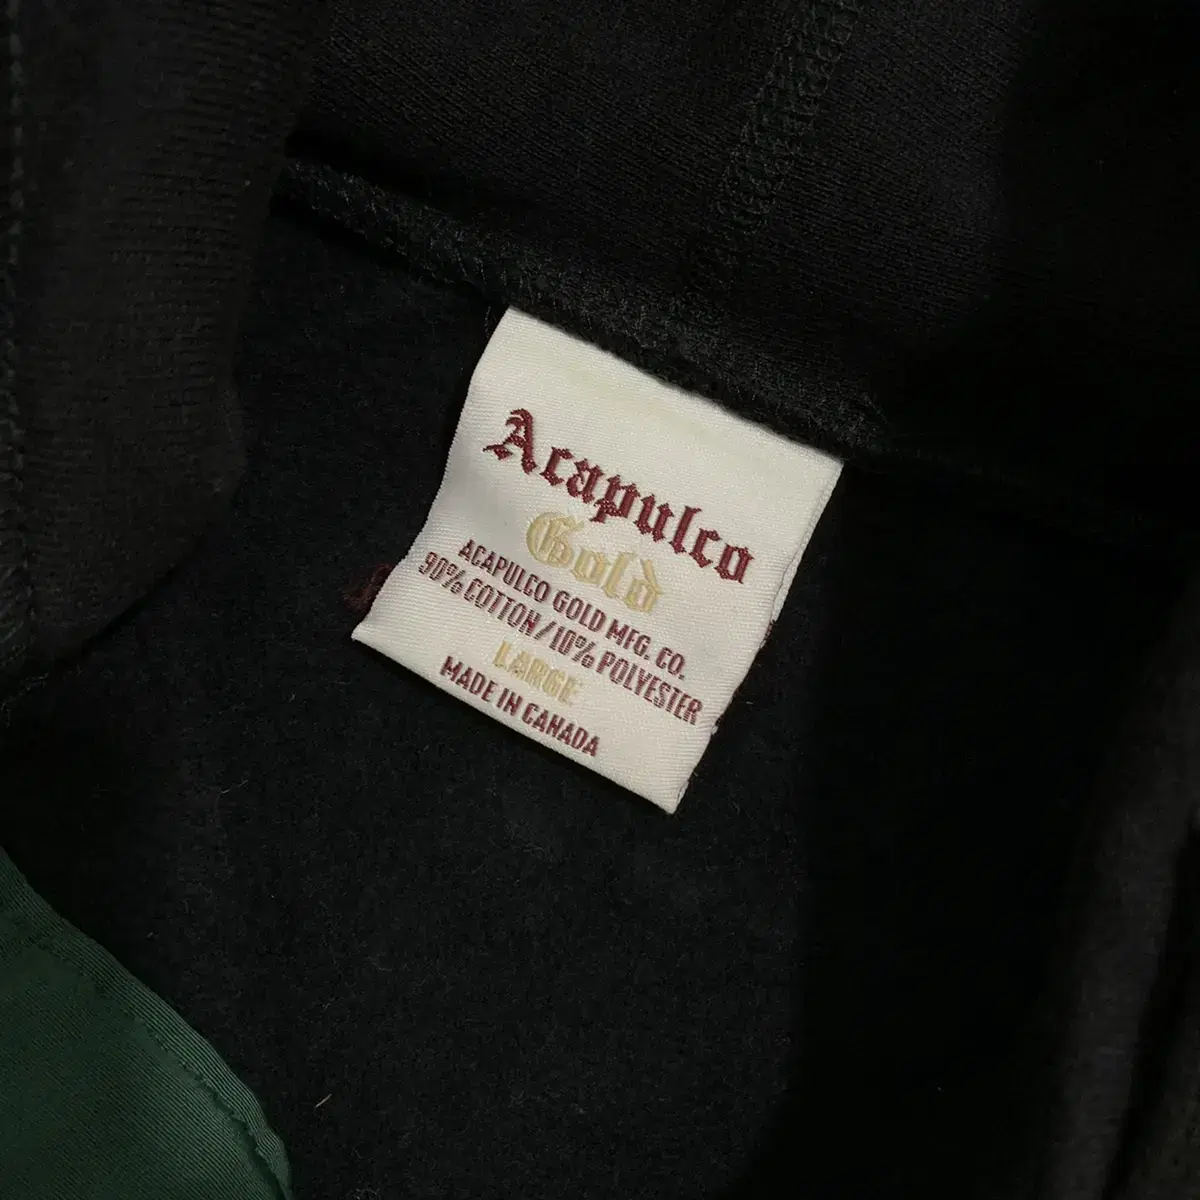 Acapulco
Gold
ACAPULCO GOLD MFG. CO.
90% COTTON/10% POLYESTER
LARGE
MADE IN CANADA